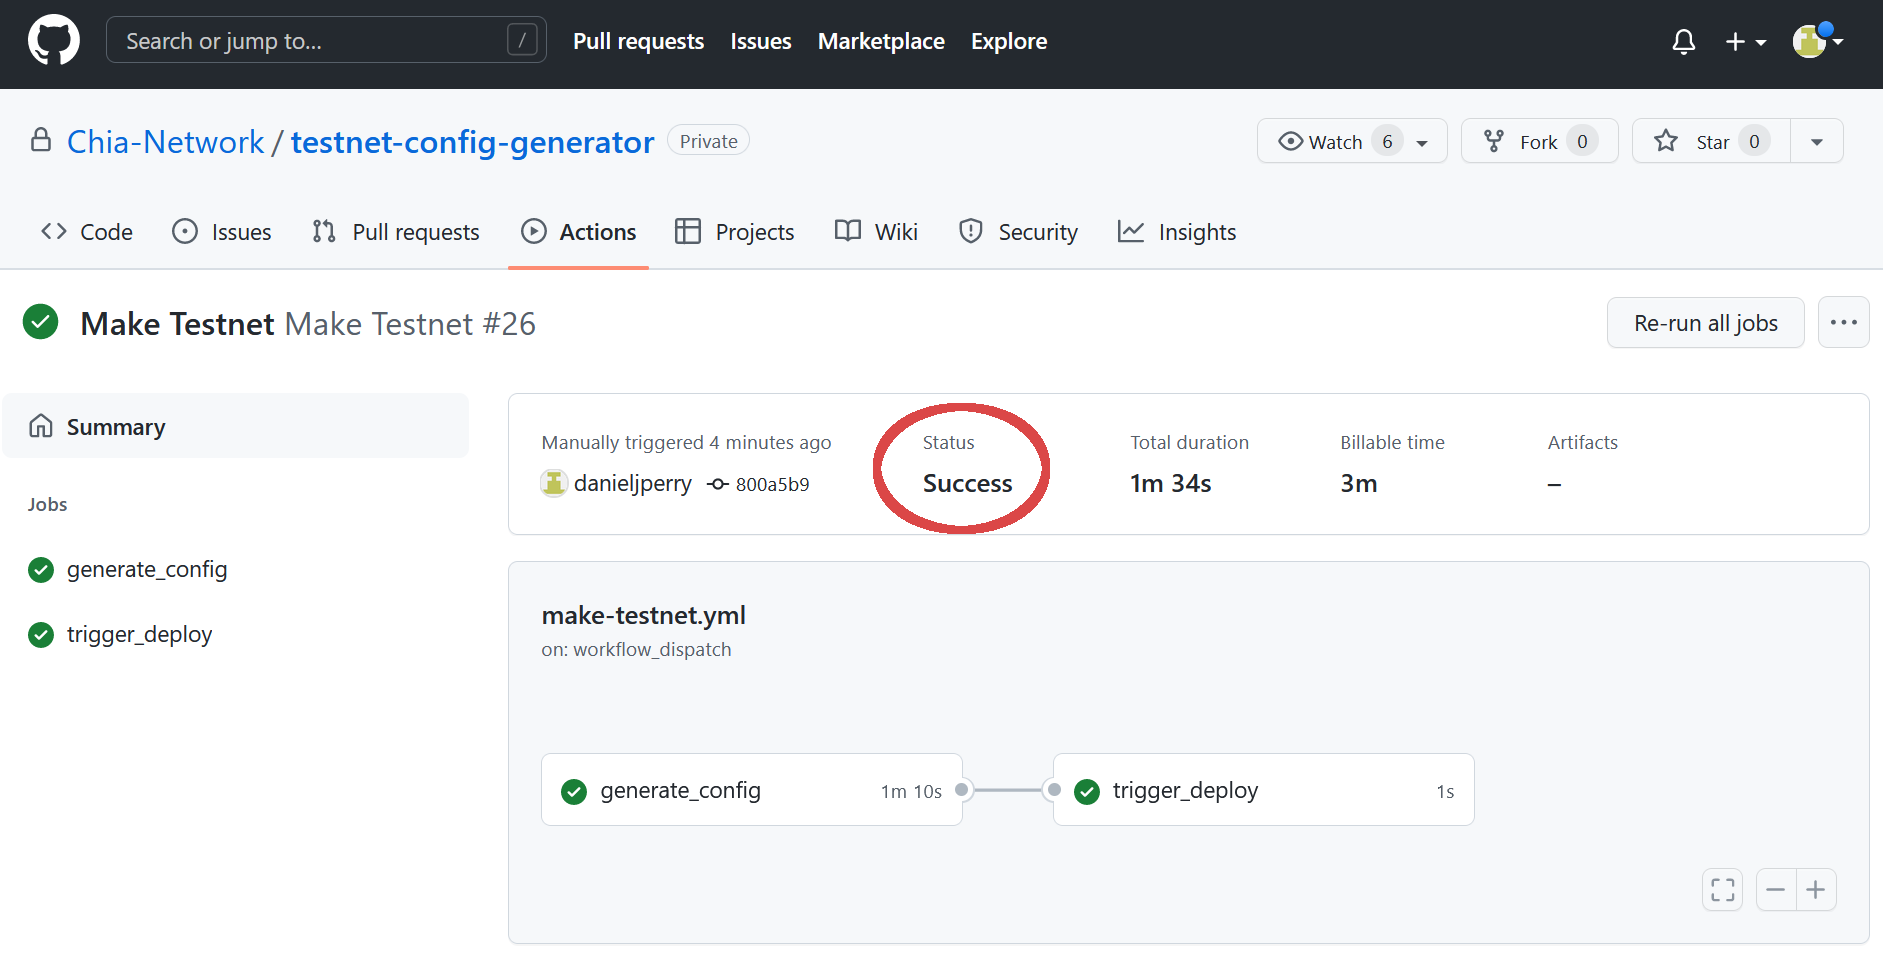 Search or jump to... /
Pull requests Issues Marketplace Explore
Chia-Network / testnet-config-generator Private
Watch 6 Fork 0 Star 0
Code Issues Pull requests Actions Projects Wiki Security Insights
Make Testnet Make Testnet #26
Re-run all jobs
Summary
Jobs
generate_config
trigger_deploy
Manually triggered 4 minutes ago Status Total duration Billable time Artifacts
danieljperry 800a5b9 Success 1m 34s 3m –
make-testnet.yml
on: workflow_dispatch
generate_config 1m 10s
trigger_deploy 1s